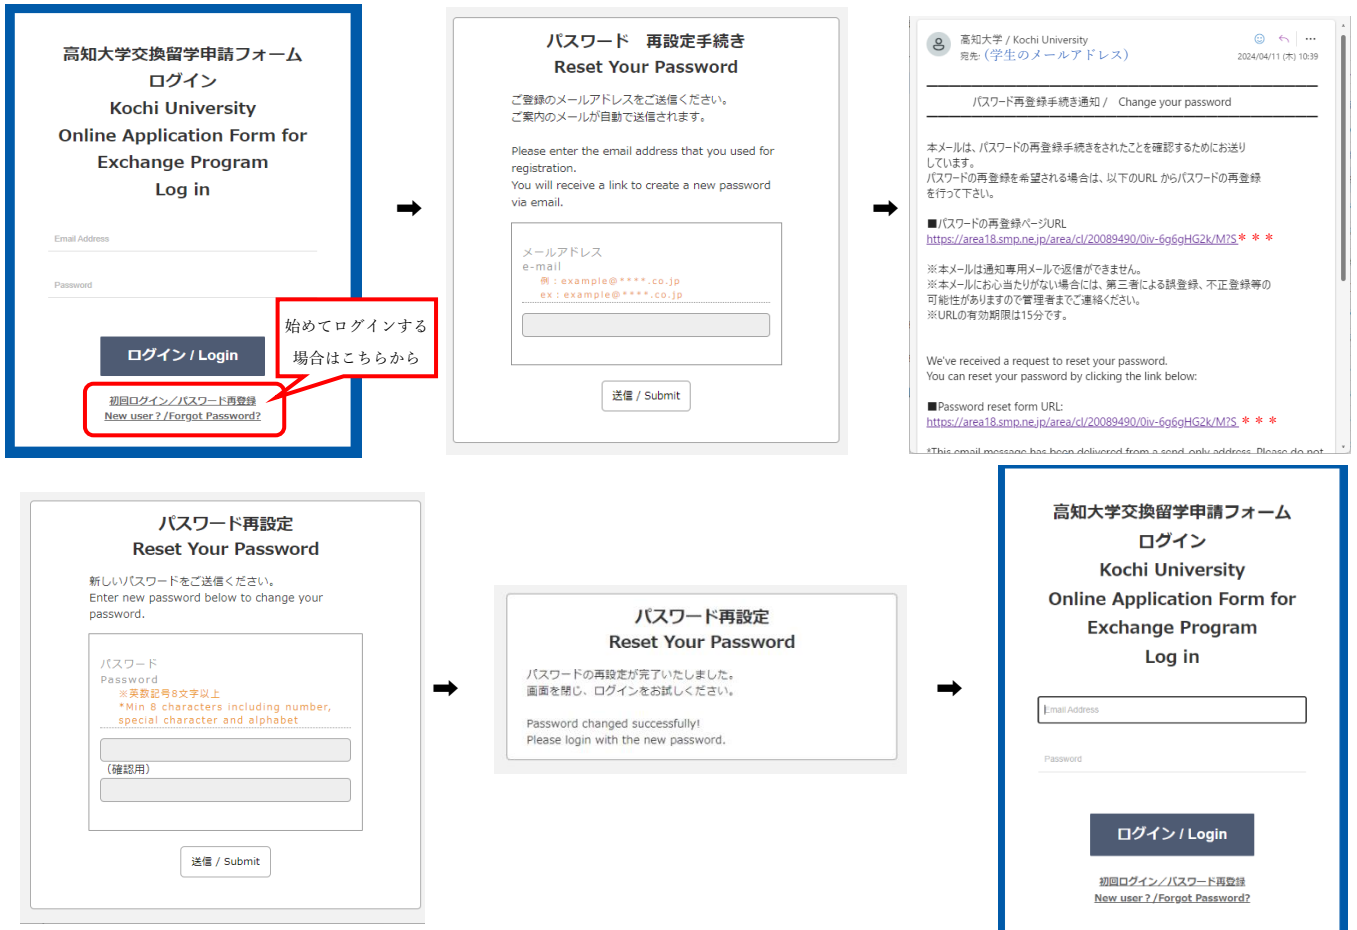 高知大学交換留学申請フォーム
ログイン
Kochi University
Online Application Form for
Exchange Program
Log in
Email Address
Password
ログイン / Login
初回ログイン／パスワード再登録
New user？/Forgot Password?
始めてログインする
場合はこちらから
パスワード　再設定手続き
Reset Your Password
ご登録のメールアドレスをご送信ください。
ご案内のメールが自動で送信されます。
Please enter the email address that you used for
registration.
You will receive a link to create a new password
via email.
メールアドレス
e-mail
例：example@****.co.jp
ex：example@****.co.jp
送信 / Submit
高知大学 / Kochi University
宛先: (学生のメールアドレス)
2024/04/11 (木) 10:39
パスワード再登録手続き通知 /　Change your password
本メールは、パスワードの再登録手続きをされたことを確認するためにお送り
しています。
パスワードの再登録を希望される場合は、以下のURL からパスワードの再登録
を行って下さい。
■パスワードの再登録ページURL
https://area18.smp.ne.jp/area/cl/20089490/0iv-6g6gHG2k/M?S＊＊＊
※本メールは通知専用メールで返信ができません。
※本メールにお心当たりがない場合には、第三者による誤登録、不正登録等の
可能性がありますので管理者までご連絡ください。
※URLの有効期限は15分です。
We've received a request to reset your password.
You can reset your password by clicking the link below:
■Password reset form URL:
https://area18.smp.ne.jp/area/cl/20089490/0iv-6g6gHG2k/M?S ＊＊＊
*This email message has been delivered from a send-only address. Please do not
パスワード再設定
Reset Your Password
新しいパスワードをご送信ください。
Enter new password below to change your
password.
パスワード
Password
※英数記号8文字以上
*Min 8 characters including number,
special character and alphabet
（確認用）
送信 / Submit
パスワード再設定
Reset Your Password
パスワードの再設定が完了いたしました。
画面を閉じ、ログインをお試しください。
Password changed successfully!
Please login with the new password.
高知大学交換留学申請フォーム
ログイン
Kochi University
Online Application Form for
Exchange Program
Log in
Email Address
Password
ログイン / Login
初回ログイン／パスワード再登録
New user？/Forgot Password?